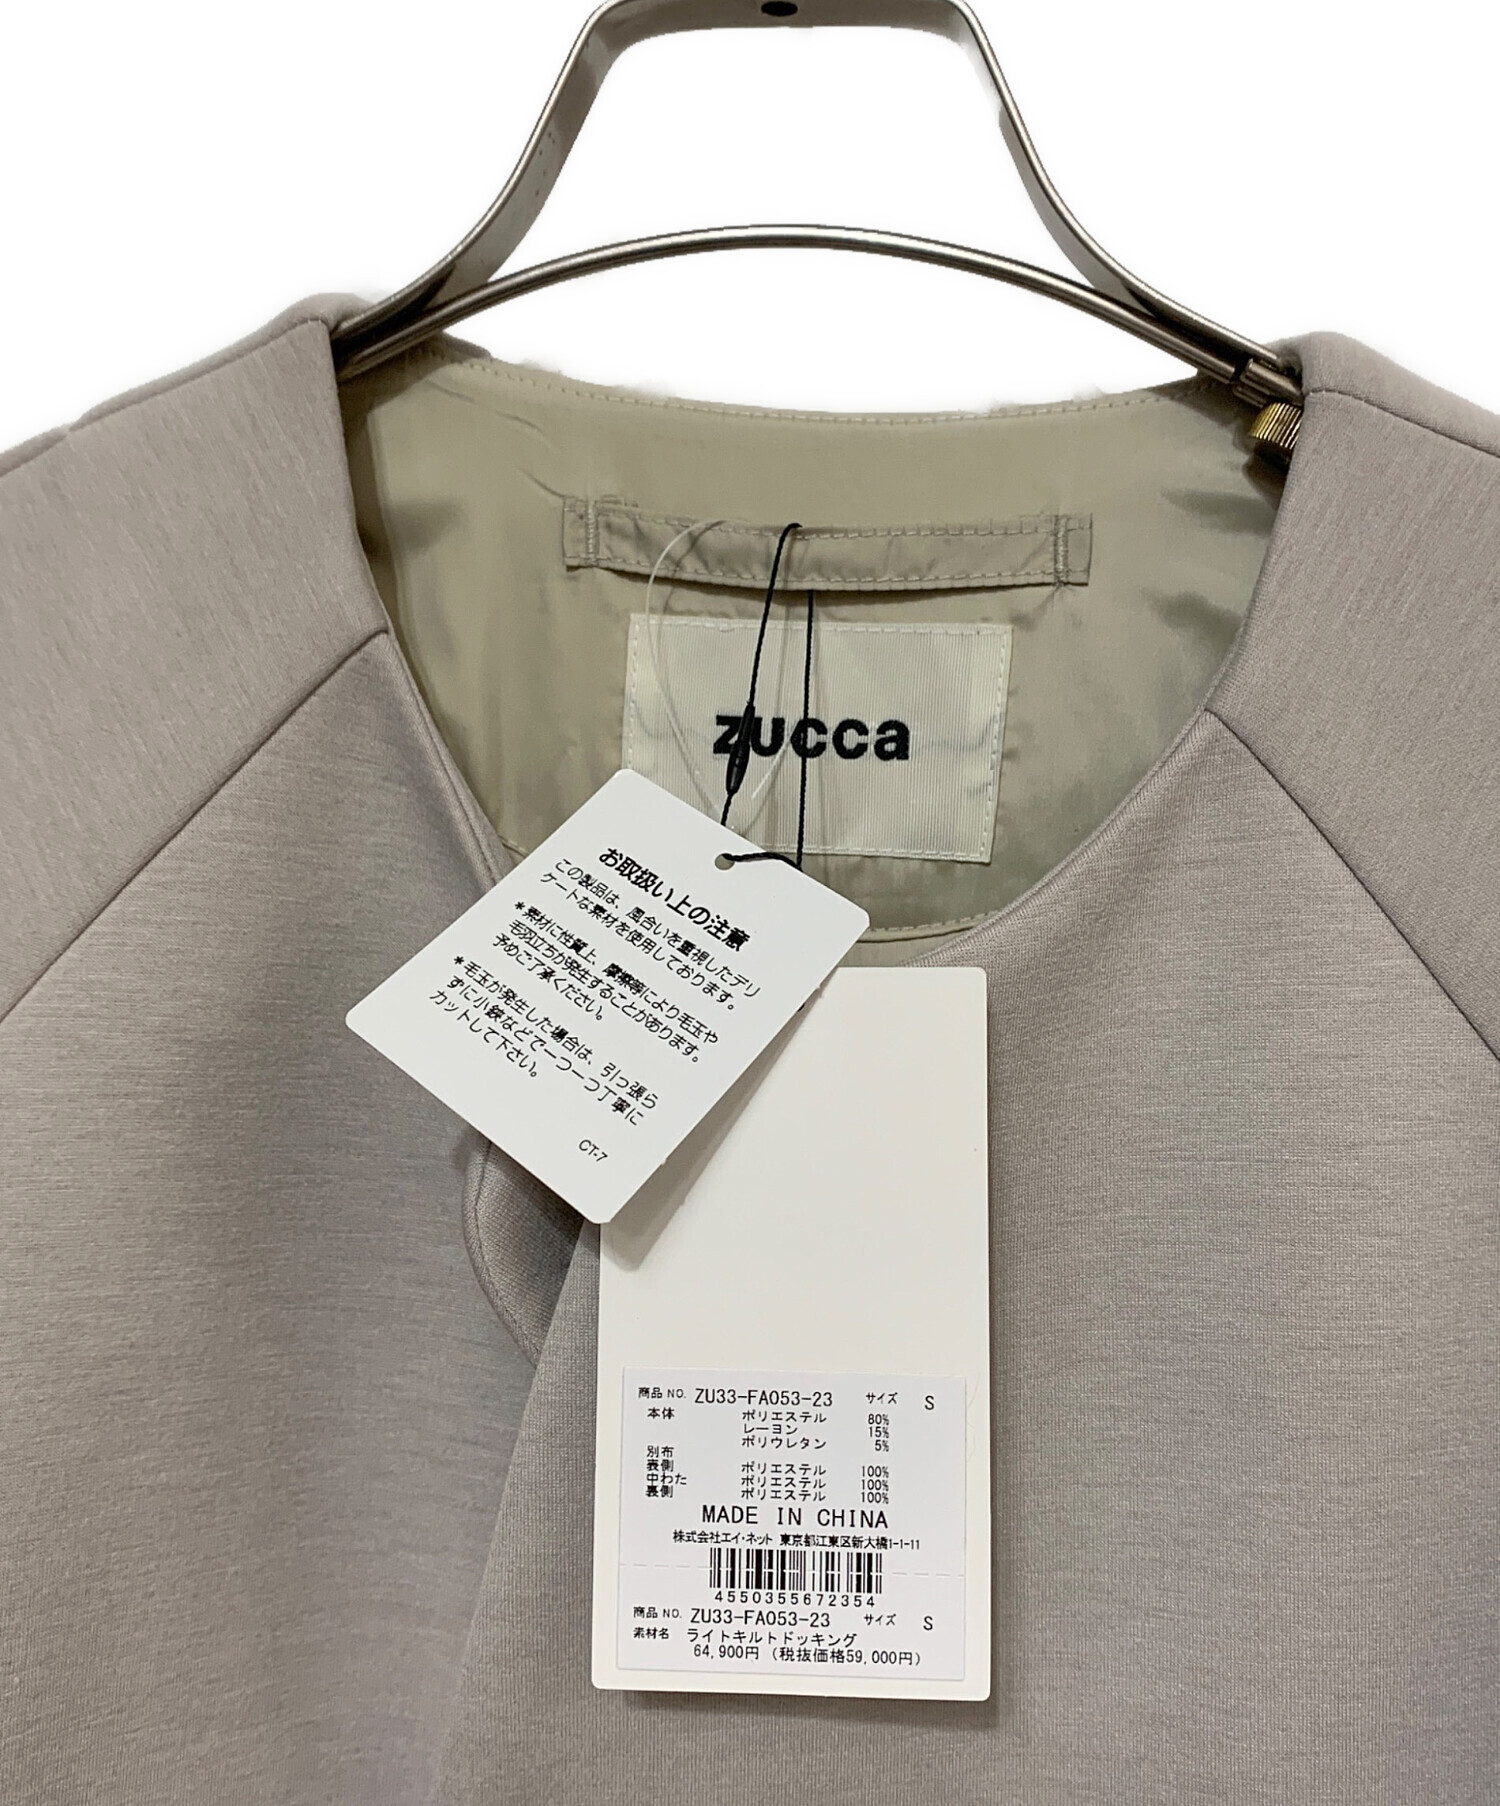 zucca
お取扱い上の注意
この製品は、風合いを重視したデリ
ケートな素材を使用しております。
*素材に性質上、摩擦等により毛玉や
毛羽立ちが発生することがあります。
予めご了承ください。
*毛玉が発生した場合は、引っ張ら
ずに小鋏などで一つ一つ丁寧に
カットして下さい。
CT-7
商品NO. ZU33-FA053-23 サイズ S
本体 ポリエステル 80%
レーヨン 15%
ポリウレタン 5%
別布
表側 ポリエステル 100%
中わた ポリエステル 100%
裏側 ポリエステル 100%
MADE IN CHINA
株式会社エイ・ネット 東京都江東区新大橋1-1-11
4550355672354
商品NO. ZU33-FA053-23 サイズ S
素材名 ライトキルトドッキング
64,900円 (税抜価格59,000円)